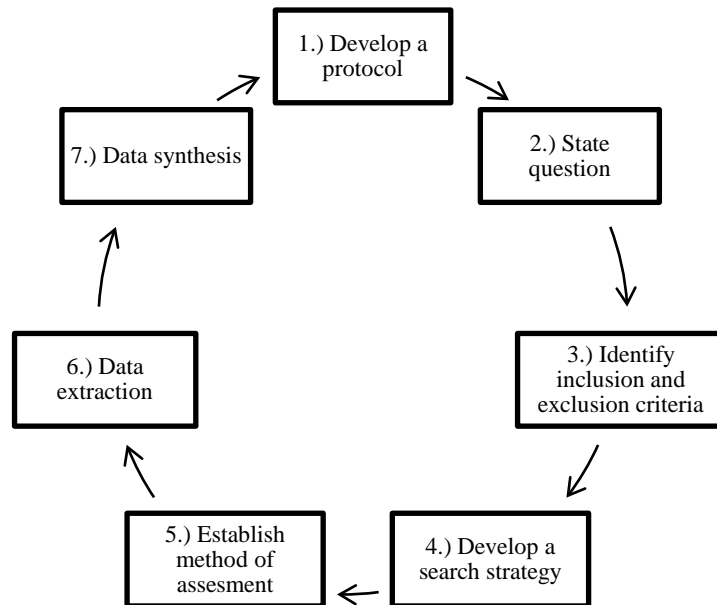 1.) Develop a
protocol
2.) State
question
3.) Identify
inclusion and
exclusion criteria
4.) Develop a
search strategy
5.) Establish
method of
assesment
6.) Data
extraction
7.) Data synthesis